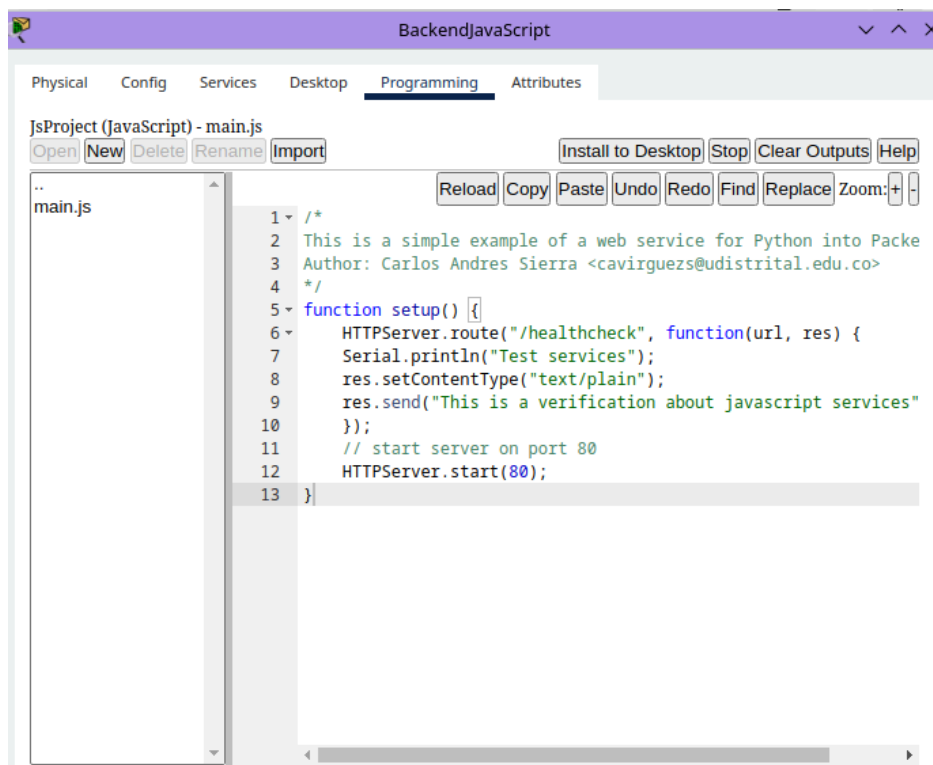 BackendJavaScript
Physical Config Services Desktop Programming Attributes
JsProject (JavaScript) - main.js
Open New Delete Rename Import Install to Desktop Stop Clear Outputs Help
..
main.js
Reload Copy Paste Undo Redo Find Replace Zoom: + -
1 /*
2 This is a simple example of a web service for Python into Packe
3 Author: Carlos Andres Sierra <cavirguezs@udistrital.edu.co>
4 */
5 function setup() {
6 HTTPServer.route("/healthcheck", function(url, res) {
7 Serial.println("Test services");
8 res.setContentType("text/plain");
9 res.send("This is a verification about javascript services"
10 });
11 // start server on port 80
12 HTTPServer.start(80);
13 }